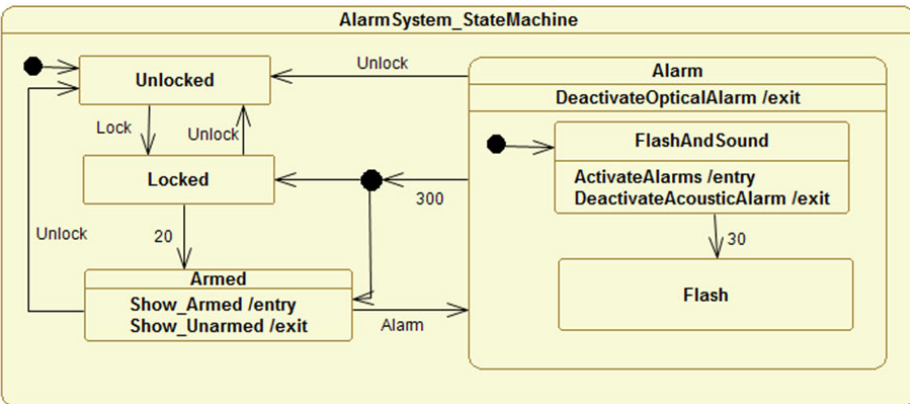 AlarmSystem_StateMachine
Unlocked
Unlock
Alarm
DeactivateOpticalAlarm /exit
Lock
Unlock
FlashAndSound
ActivateAlarms /entry
DeactivateAcousticAlarm /exit
Locked
300
Unlock
20
30
Armed
Show_Armed /entry
Show_Unarmed /exit
Alarm
Flash